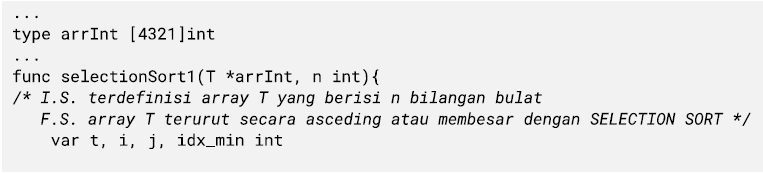 ...
type arrInt [4321]int
...
func selectionSort1(T *arrInt, n int){
/* I.S. terdefinisi array T yang berisi n bilangan bulat
F.S. array T terurut secara asceding atau membesar dengan SELECTION SORT */
var t, i, j, idx_min int